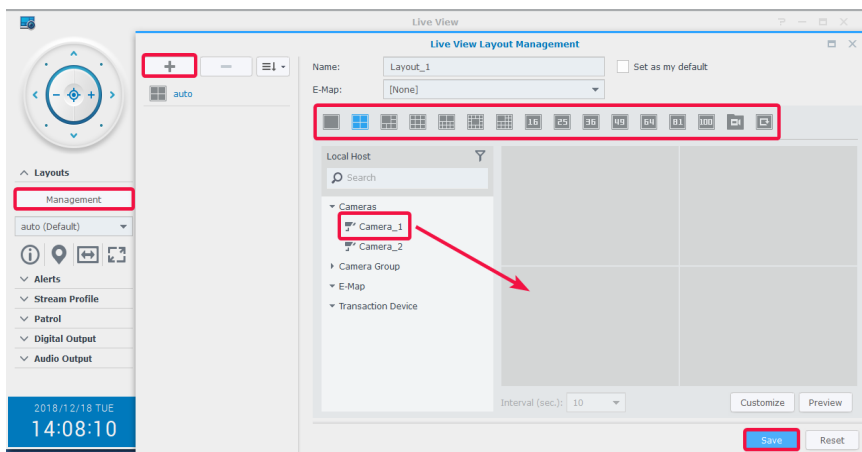 Live View
Live View Layout Management
Name:
Layout_1
Set as my default
E-Map:
[None]
auto
16 25 36 49 64 81 100
Local Host
Search
Cameras
Camera_1
Camera_2
Camera Group
E-Map
Transaction Device
Interval (sec.): 10
Customize
Preview
Save
Reset
Layouts
Management
auto (Default)
Alerts
Stream Profile
Patrol
Digital Output
Audio Output
2018/12/18 TUE
14:08:10